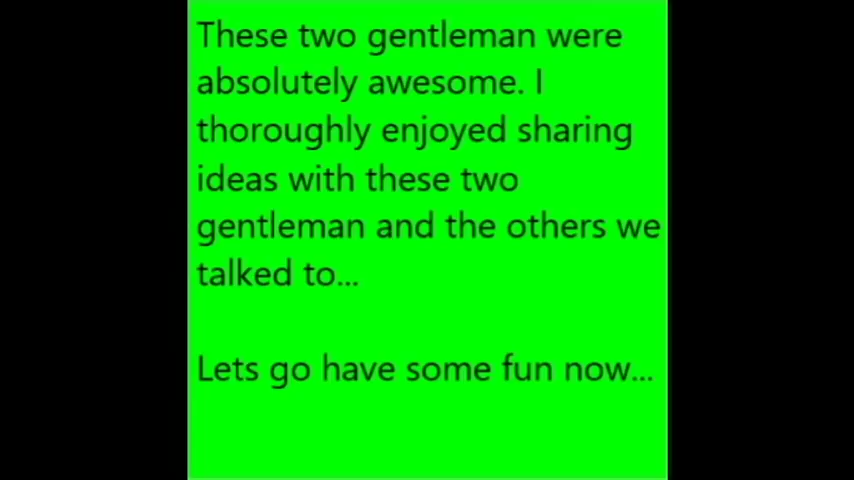 These two gentleman were
absolutely awesome. I
thoroughly enjoyed sharing
ideas with these two
gentleman and the others we
talked to...
Lets go have some fun now...